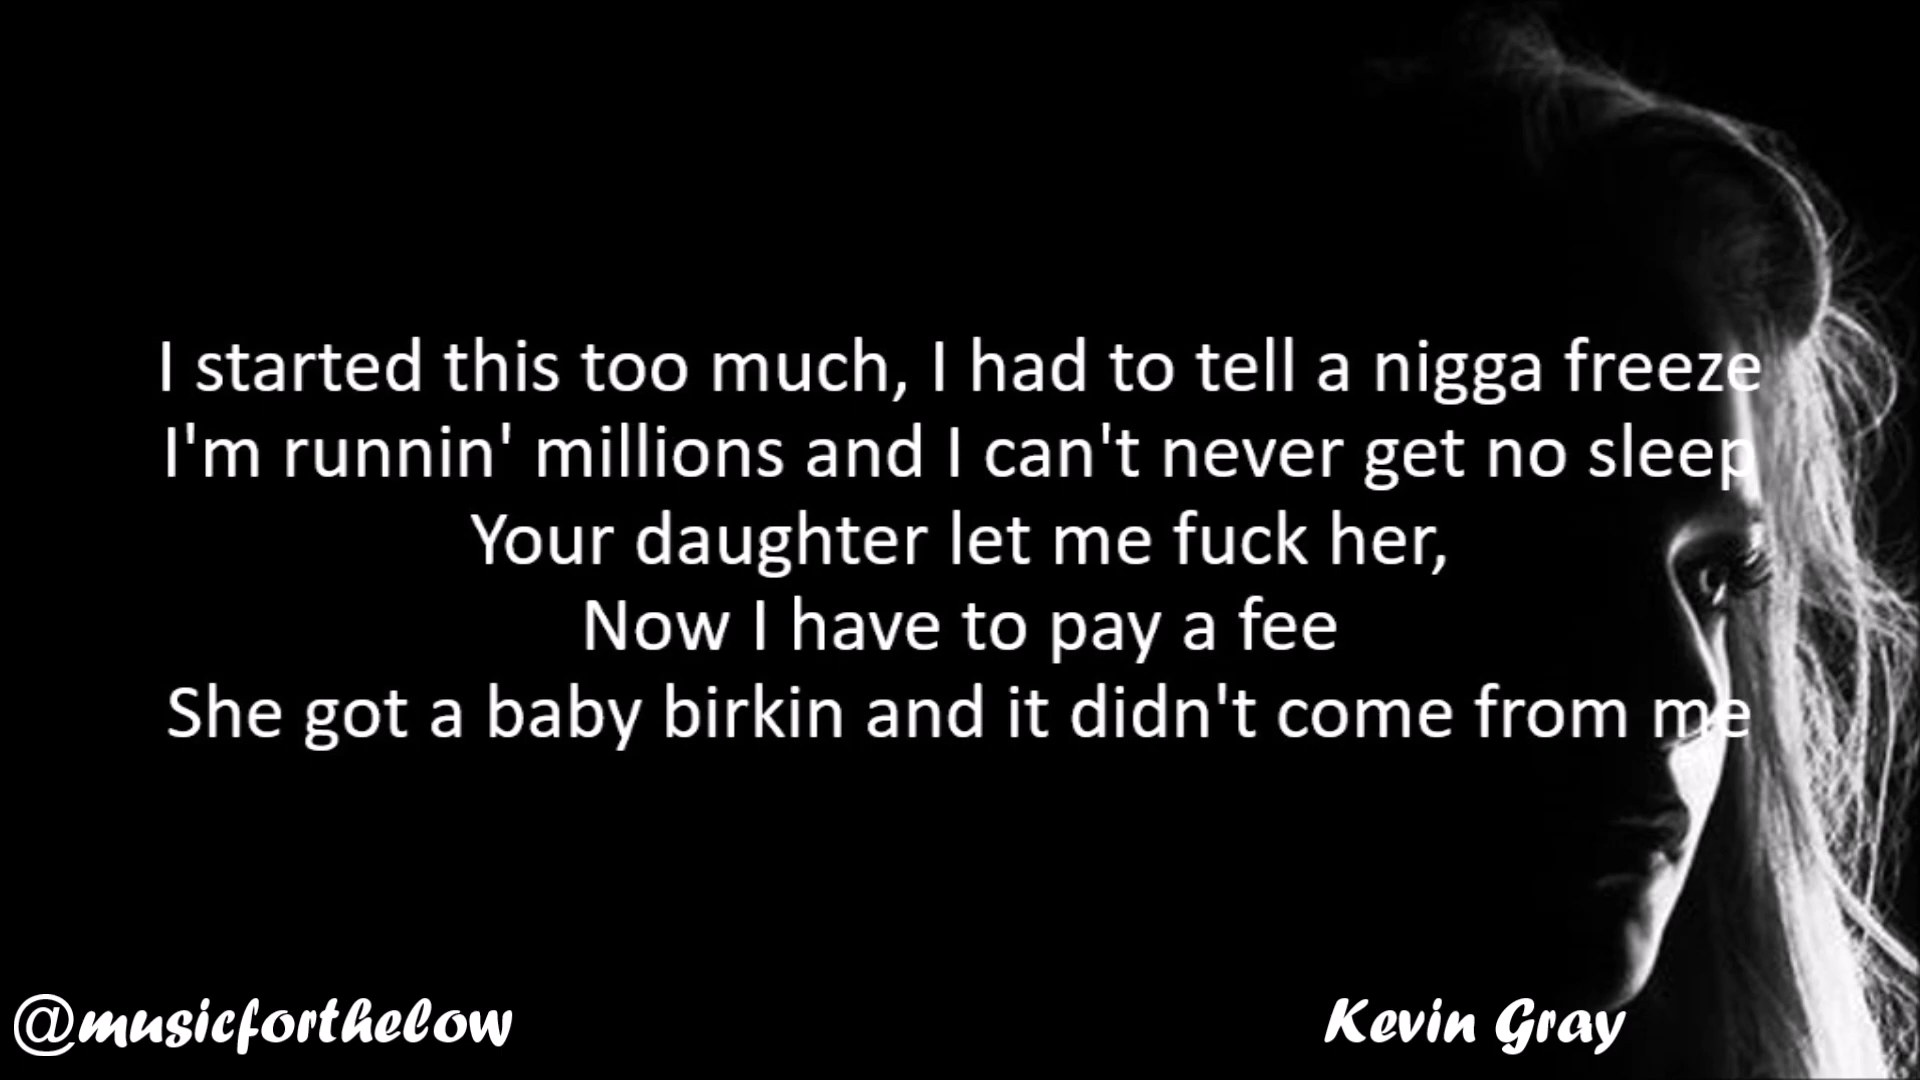 I started this too much, I had to tell a nigga freeze
I'm runnin' millions and I can't never get no sleep
Your daughter let me fuck her,
Now I have to pay a fee
She got a baby birkin and it didn't come from me
@musicforthelow
Kevin Gray